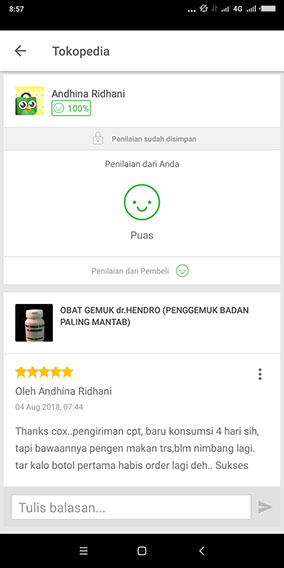 8:57
... 4G
Tokopedia
Andhina Ridhani
100%
Penilaian sudah disimpan
Penilaian dari Anda
Puas
Penilaian dari Pembeli
OBAT GEMUK dr.HENDRO (PENGGEMUK BADAN
PALING MANTAB)
Oleh Andhina Ridhani
04 Aug 2018, 07:44
Thanks cox..pengiriman cpt, baru konsumsi 4 hari sih,
tapi bawaannya pengen makan trs,blm nimbang lagi.
tar kalo botol pertama habis order lagi deh.. Sukses
Tulis balasan...